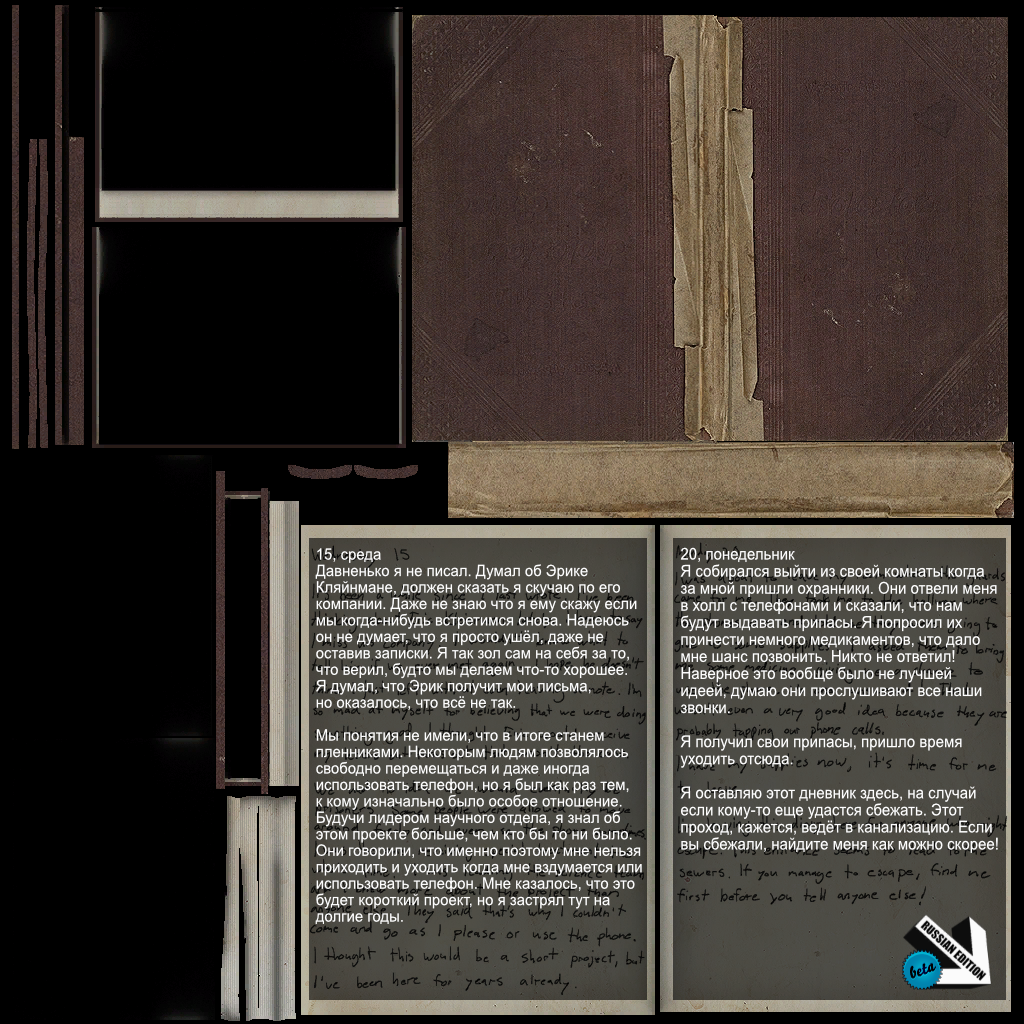 15, среда
Давненько я не писал. Думал об Эрике
Кляйнмане, должен сказать я скучаю по его
компании. Даже не знаю что я ему скажу если
мы когда-нибудь встретимся снова. Надеюсь
он не думает, что я просто ушёл, даже не
оставив записки. Я так зол сам на себя за то,
что верил, будто мы делаем что-то хорошее.
Я думал, что Эрик получил мои письма,
но оказалось, что всё не так.
Мы понятия не имели, что в итоге станем
пленниками. Некоторым людям позволялось
свободно перемещаться и даже иногда
использовать телефон, но я был как раз тем,
к кому изначально было особое отношение.
Будучи лидером научного отдела, я знал об
этом проекте больше, чем кто бы то ни было.
Они говорили, что именно поэтому мне нельзя
приходить и уходить когда мне вздумается или
использовать телефон. Мне казалось, что это
будет короткий проект, но я застрял тут на
долгие годы.
come and go as I please or use the phone.
I thought this would be a short project, but
I've been here for years already.
20, понедельник
Я собирался выйти из своей комнаты когда
за мной пришли охранники. Они отвели меня
в холл с телефонами и сказали, что нам
будут выдавать припасы. Я попросил их
принести немного медикаментов, что дало
мне шанс позвонить. Никто не ответил!
Наверное это вообще было не лучшей
идеей, думаю они прослушивают все наши
звонки.
probably tapping our phone calls.
Я получил свои припасы, пришло время
уходить отсюда.
Я оставляю этот дневник здесь, на случай
если кому-то еще удастся сбежать. Этот
проход, кажется, ведёт в канализацию. Если
вы сбежали, найдите меня как можно скорее!
sewers. If you manage to escape, find me
first before you tell anyone else!
RUSSIAN EDITION
beta